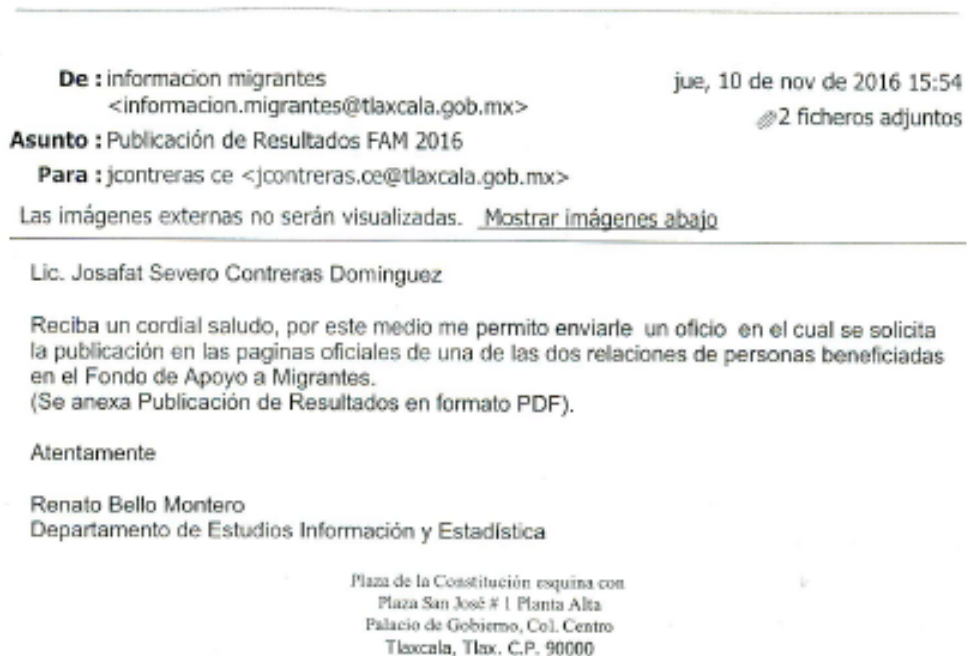 De : informacion migrantes
<informacion.migrantes@tlaxcala.gob.mx>
jue, 10 de nov de 2016 15:54
2 ficheros adjuntos
Asunto : Publicación de Resultados FAM 2016
Para : jcontreras ce <jcontreras.ce@tlaxcala.gob.mx>
Las imágenes externas no serán visualizadas. Mostrar imágenes abajo
Lic. Josafat Severo Contreras Dominguez
Reciba un cordial saludo, por este medio me permito enviarle un oficio en el cual se solicita
la publicación en las paginas oficiales de una de las dos relaciones de personas beneficiadas
en el Fondo de Apoyo a Migrantes.
(Se anexa Publicación de Resultados en formato PDF).
Atentamente
Renato Bello Montero
Departamento de Estudios Información y Estadística
Plaza de la Constitución esquina con
Plaza San José # 1 Planta Alta
Palacio de Gobierno, Col. Centro
Tlaxcala, Tlax. C.P. 90000